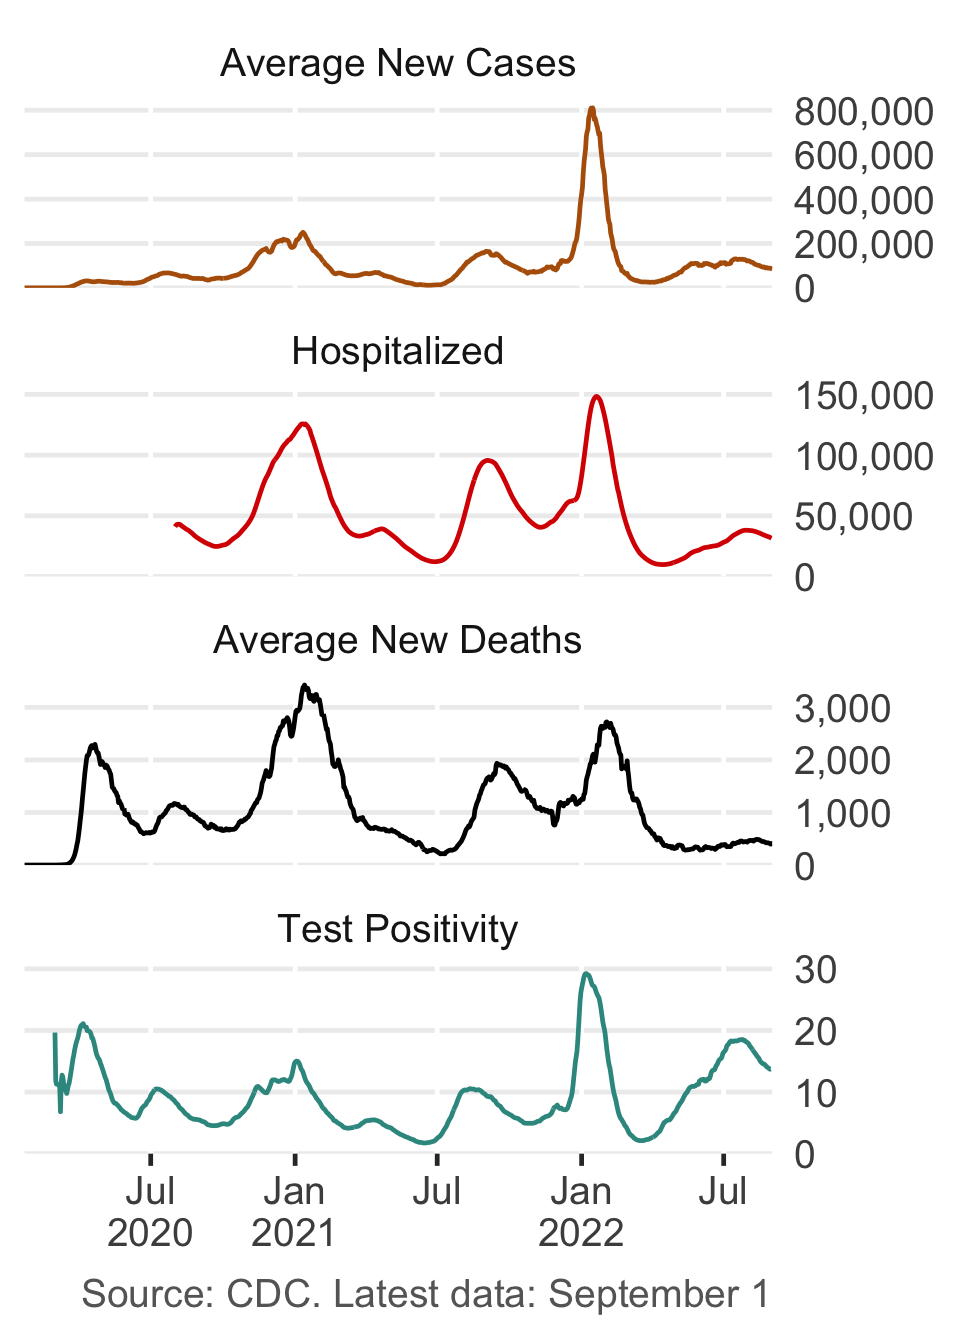 Average New Cases
800,000
600,000
400,000
200,000
0
Hospitalized
150,000
100,000
50,000
0
Average New Deaths
3,000
2,000
1,000
0
Test Positivity
30
20
10
0
Jul Jan Jul Jan Jul
2020 2021 2022
Source: CDC. Latest data: September 1